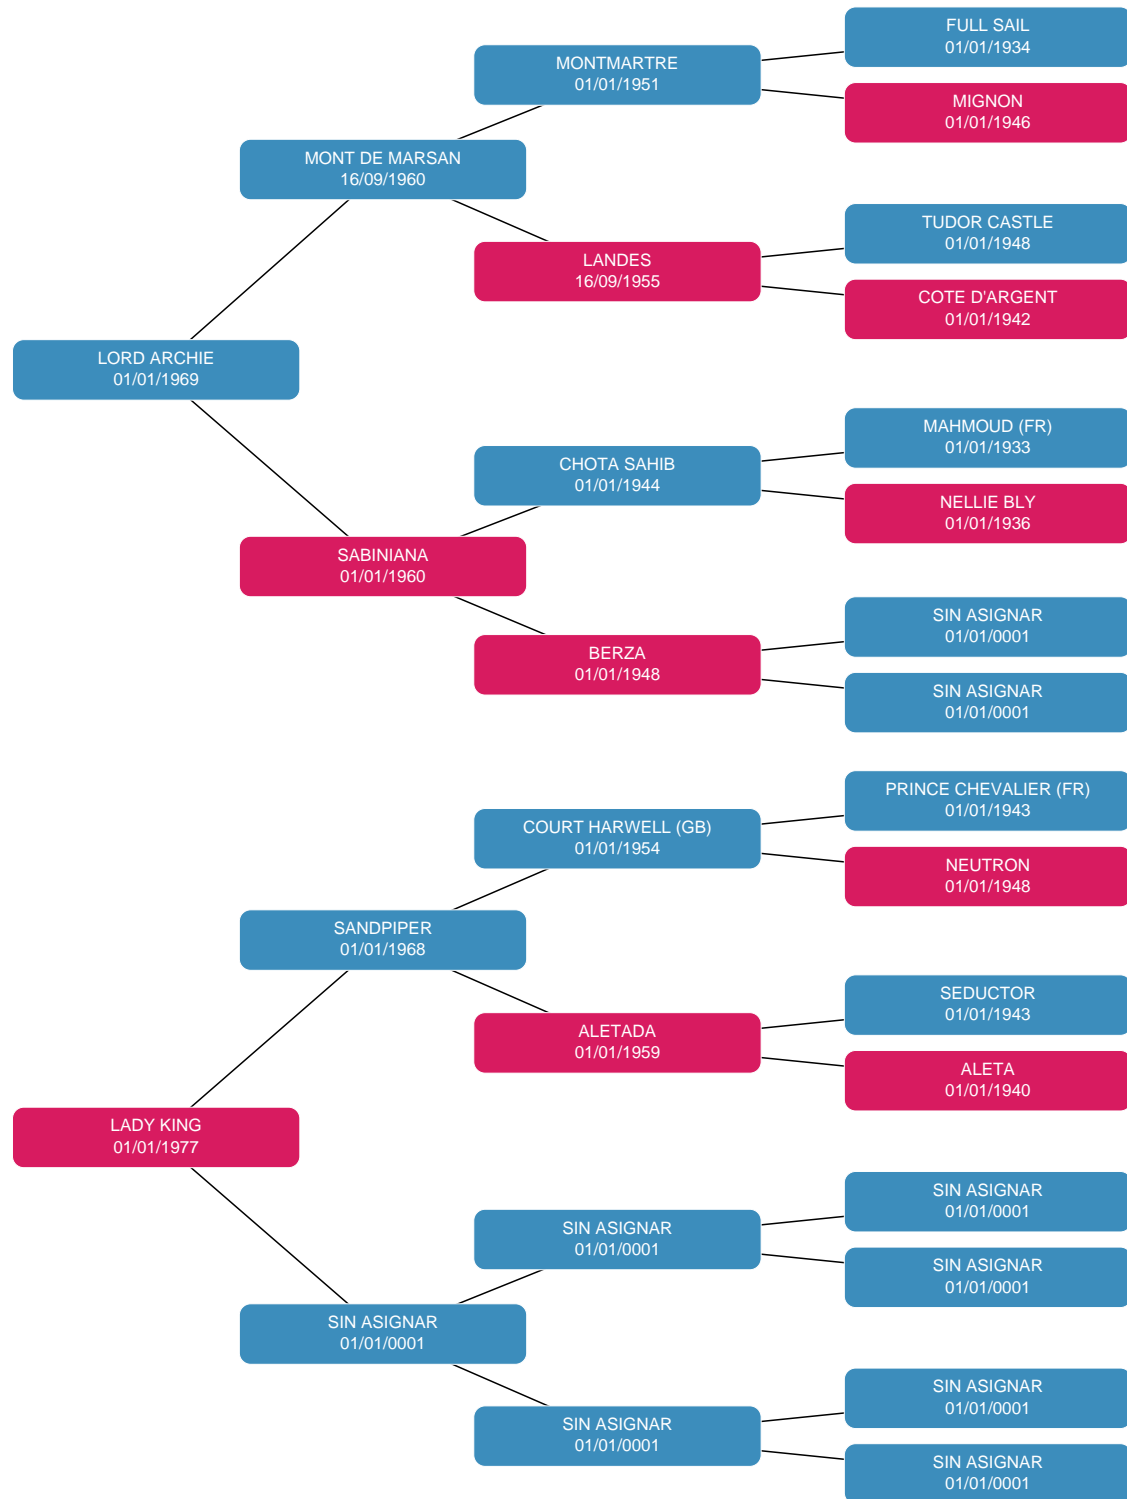 FULL SAIL
01/01/1934
MONTMARTRE
01/01/1951
MIGNON
01/01/1946
MONT DE MARSAN
16/09/1960
TUDOR CASTLE
01/01/1948
LANDES
16/09/1955
COTE D'ARGENT
01/01/1942
LORD ARCHIE
01/01/1969
MAHMOUD (FR)
01/01/1933
CHOTA SAHIB
01/01/1944
NELLIE BLY
01/01/1936
SABINIANA
01/01/1960
SIN ASIGNAR
01/01/0001
BERZA
01/01/1948
SIN ASIGNAR
01/01/0001
PRINCE CHEVALIER (FR)
01/01/1943
COURT HARWELL (GB)
01/01/1954
NEUTRON
01/01/1948
SANDPIPER
01/01/1968
SEDUCTOR
01/01/1943
ALETADA
01/01/1959
ALETA
01/01/1940
LADY KING
01/01/1977
SIN ASIGNAR
01/01/0001
SIN ASIGNAR
01/01/0001
SIN ASIGNAR
01/01/0001
SIN ASIGNAR
01/01/0001
SIN ASIGNAR
01/01/0001
SIN ASIGNAR
01/01/0001
SIN ASIGNAR
01/01/0001